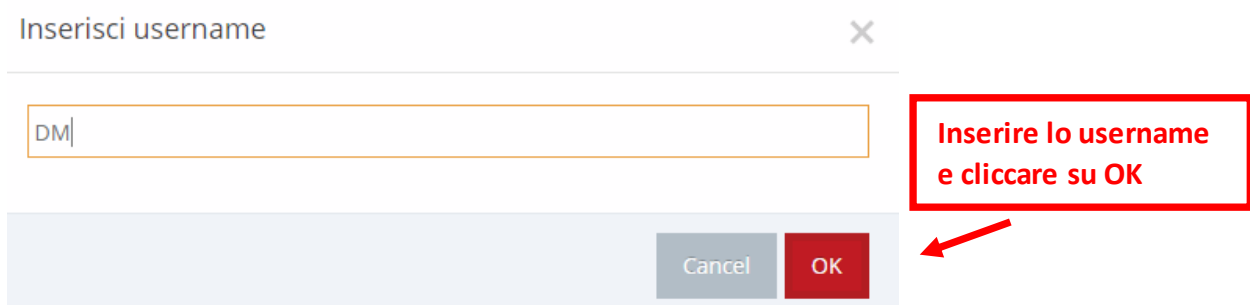 Inserisci username
DM
Inserire lo username
e cliccare su OK
Cancel
OK